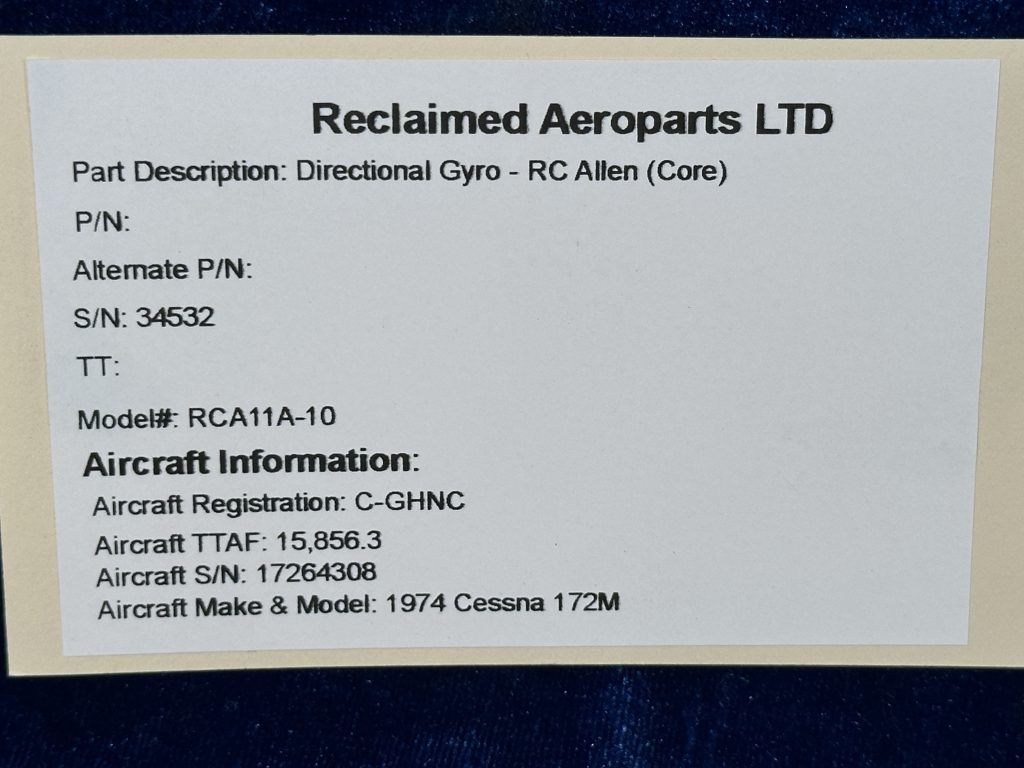 Reclaimed Aeroparts LTD
Part Description: Directional Gyro - RC Allen (Core)
P/N:
Alternate P/N:
S/N: 34532
TT:
Model#: RCA11A-10
Aircraft Information:
Aircraft Registration: C-GHNC
Aircraft TTAF: 15,856.3
Aircraft S/N: 17264308
Aircraft Make & Model: 1974 Cessna 172M